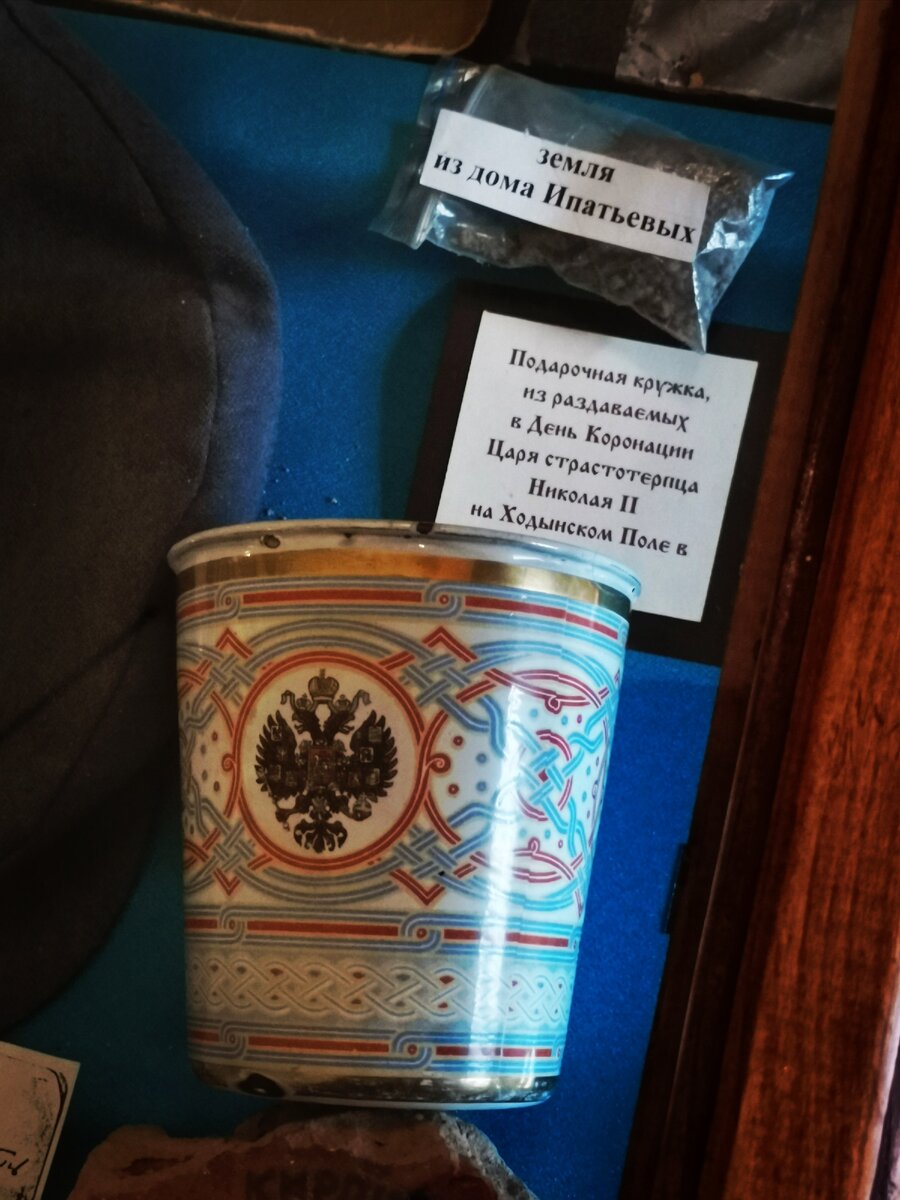 земля
из дома Ипатьевых
Подарочная кружка,
из раздаваемых
в День Коронации
Царя страстотерпца
Николая II
на Ходынском Поле в